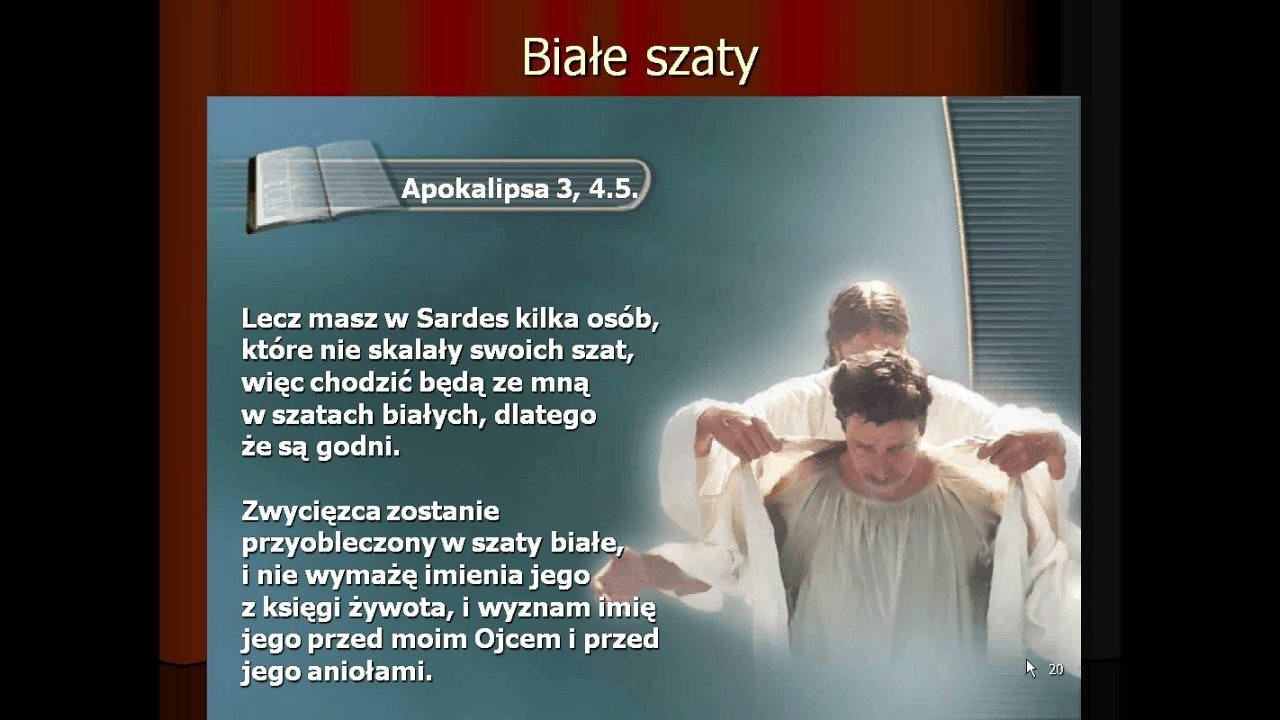 Białe szaty
Apokalipsa 3, 4.5.
Lecz masz w Sardes kilka osób,
które nie skalały swoich szat,
więc chodzić będą ze mną
w szatach białych, dlatego
że są godni.
Zwycięzca zostanie
przyobleczony w szaty białe,
i nie wymażę imienia jego
z księgi żywota, i wyznam imię
jego przed moim Ojcem i przed
jego aniołami.
20